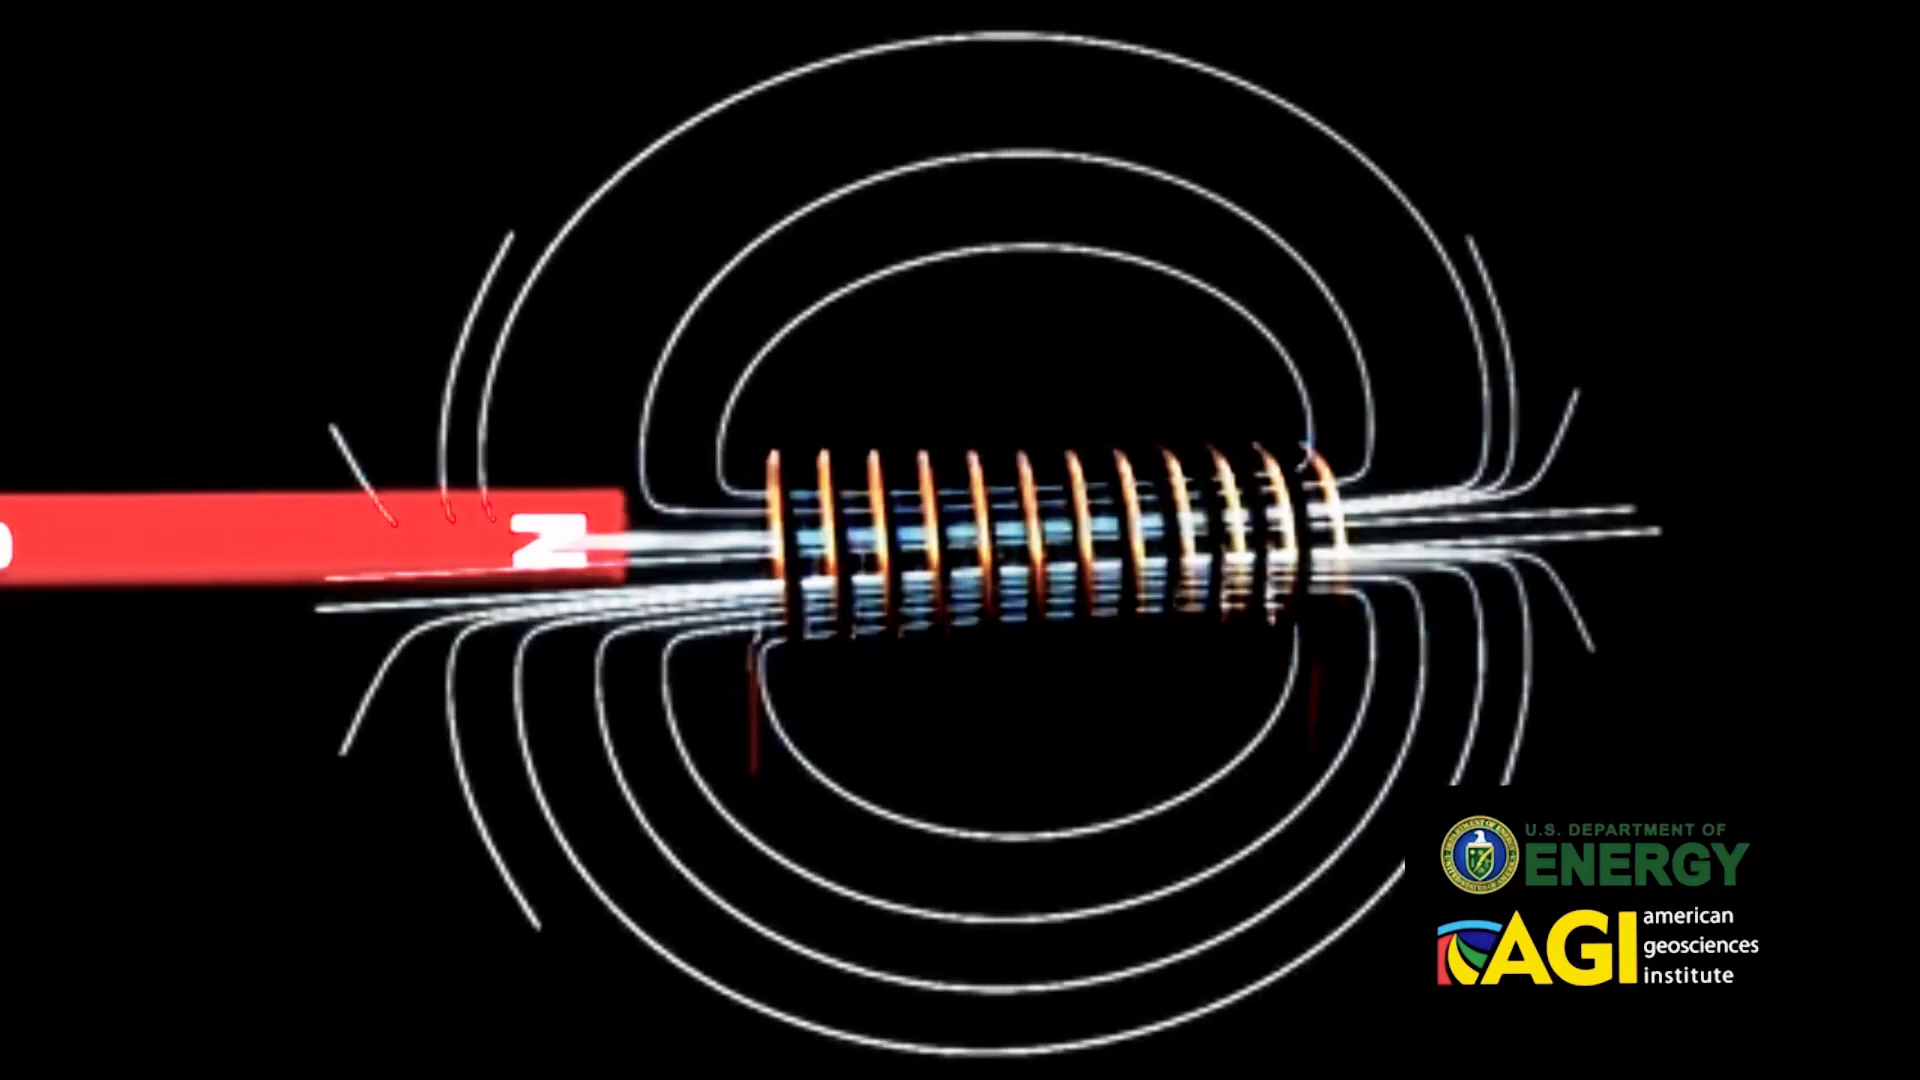 N
U.S. DEPARTMENT OF
ENERGY
AGI american
geosciences
institute